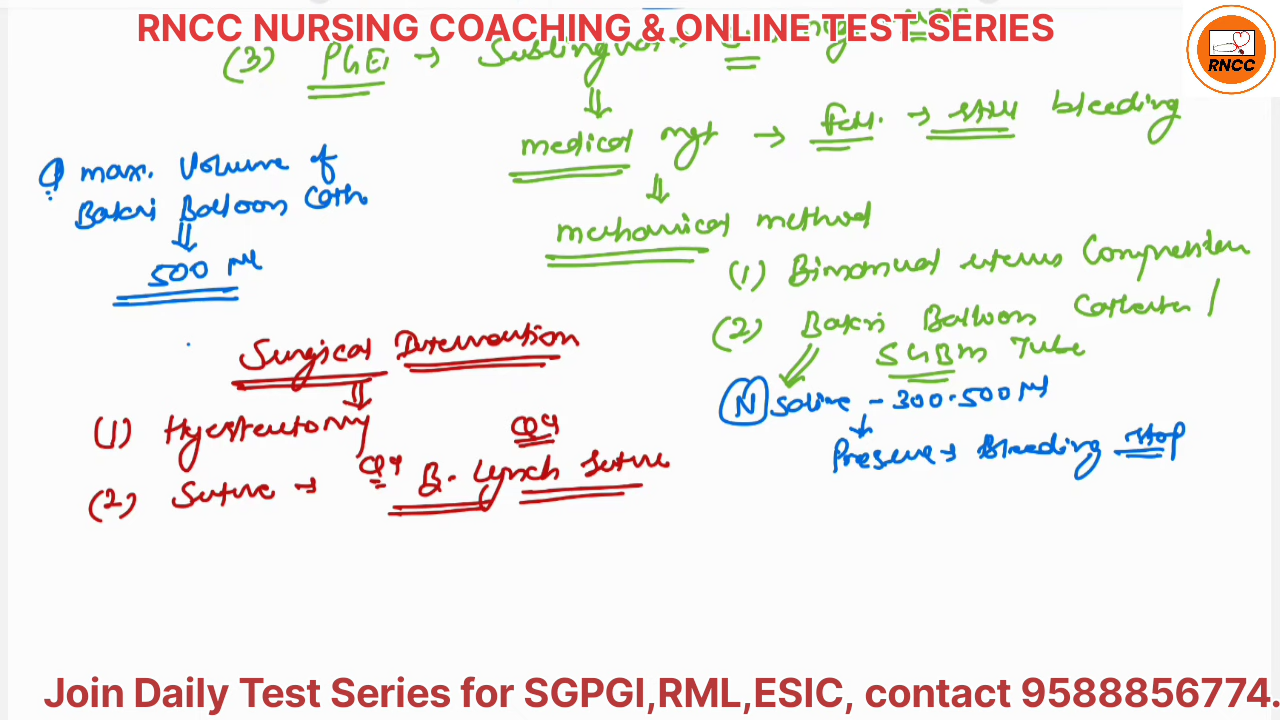 RNCC NURSING COACHING & ONLINE TEST SERIES
RNCC
(3) PGE1 → Sublingual →
⇓
medical mgt → Fail. → still bleeding
⇓
mechanical method
(1) Bimanual uterus Compression
(2) Bakri Balloon Catheter /
SGBM Tube
N Saline - 300-500 ml
Pressure → Bleeding stop
Q max. Volume of
Bakri Balloon Cath.
⇓
500 ml
Surgical Intervention
⇓
(1) Hysterectomy
(2) Suture → B-Lynch Suture
Join Daily Test Series for SGPGI,RML,ESIC, contact 9588856774.